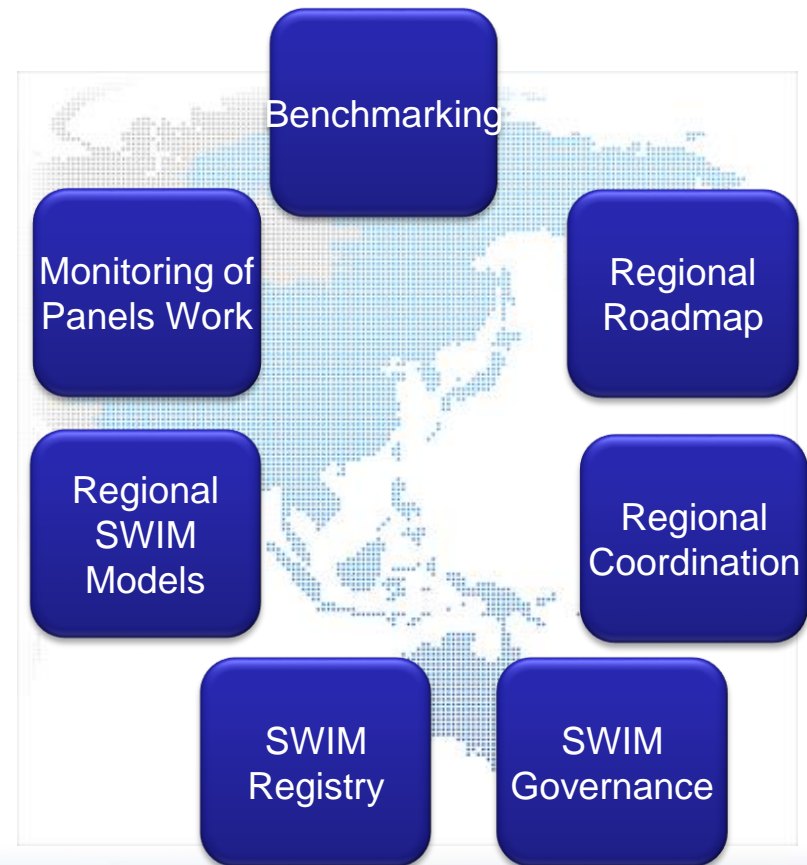 Benchmarking
Monitoring of
Panels Work
Regional
Roadmap
Regional
SWIM
Models
Regional
Coordination
SWIM
Registry
SWIM
Governance